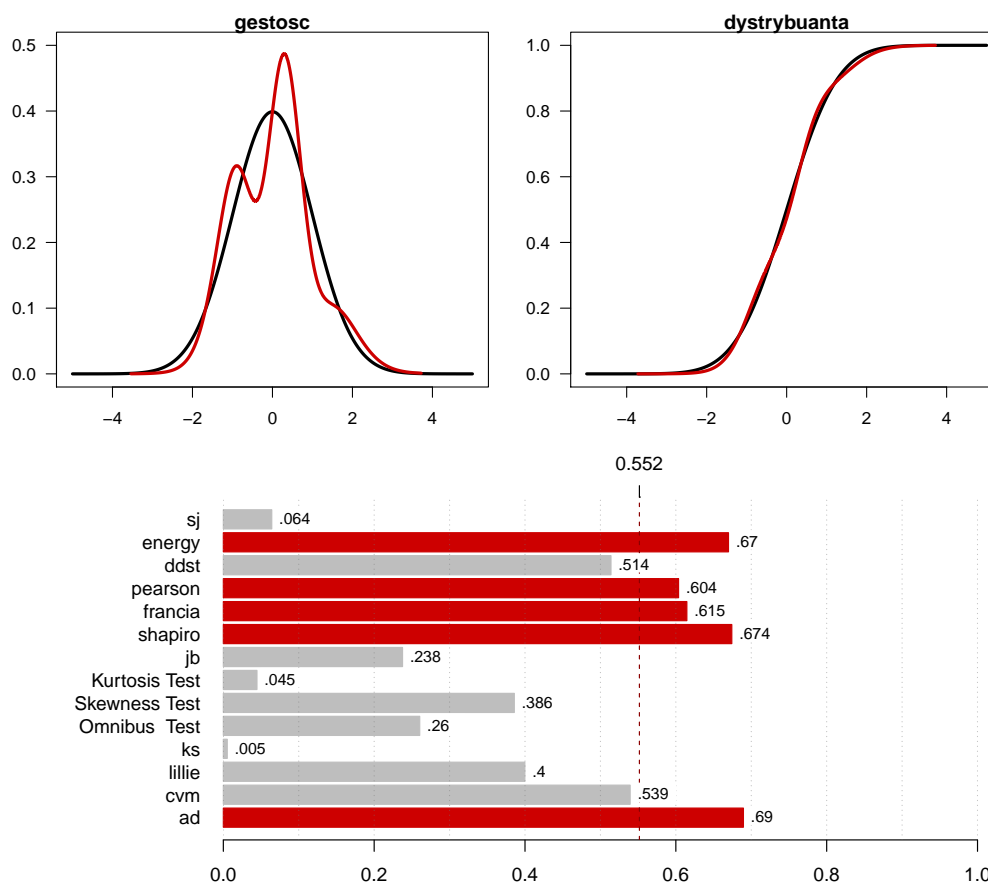 gestosc
0.5
0.4
0.3
0.2
0.1
0.0
−4 −2 0 2 4
dystrybuanta
1.0
0.8
0.6
0.4
0.2
0.0
−4 −2 0 2 4
0.552
sj .064
energy .67
ddst .514
pearson .604
francia .615
shapiro .674
jb .238
Kurtosis Test .045
Skewness Test .386
Omnibus  Test .26
ks .005
lillie .4
cvm .539
ad .69
0.0 0.2 0.4 0.6 0.8 1.0